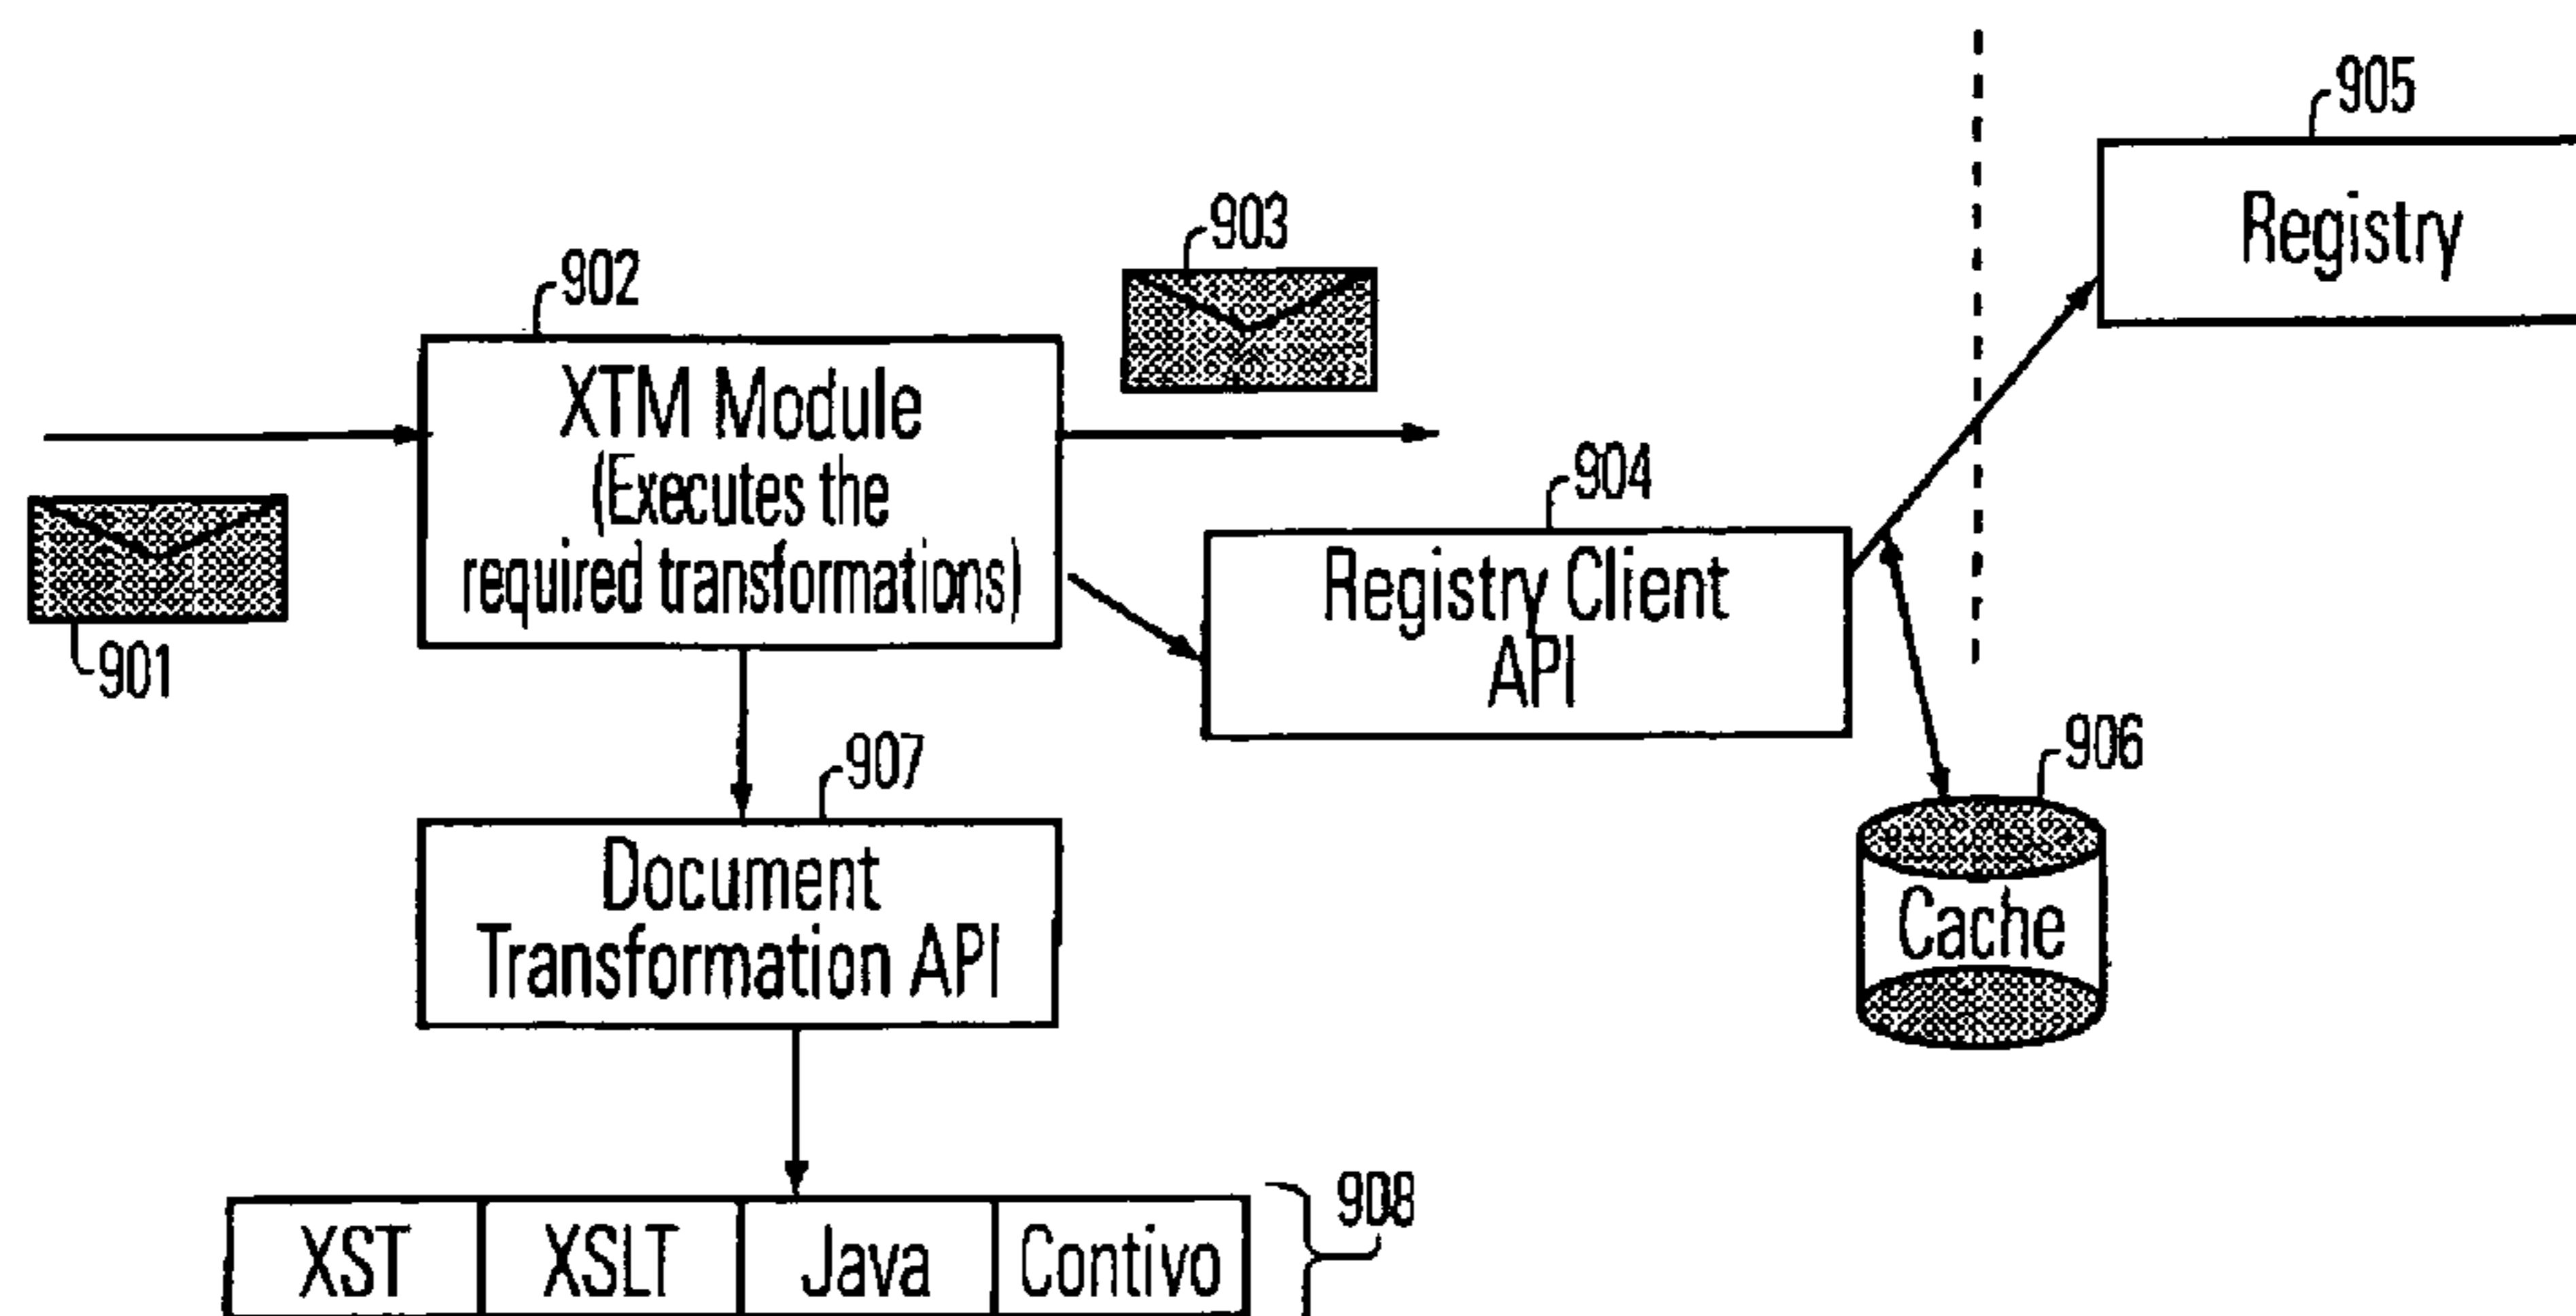 905
Registry
903
902
XTM Module
(Executes the
required transformations)
904
Registry Client
API
901
906
Cache
907
Document
Transformation API
908
XST
XSLT
Java
Contivo